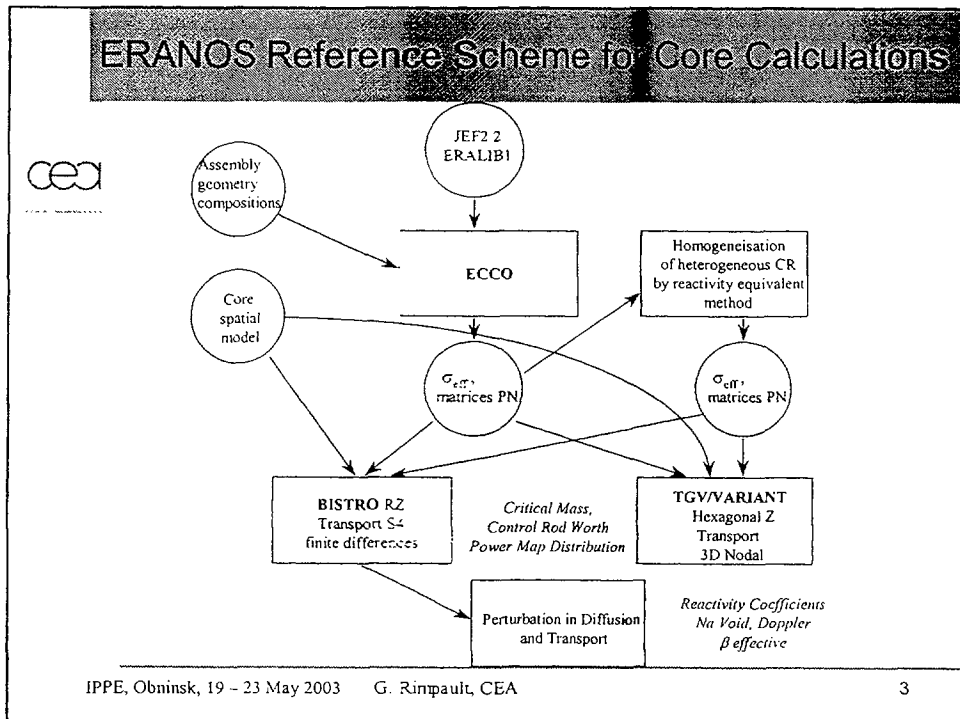 ERANOS Reference Scheme for Core Calculations
cea
JEF2 2
ERALIB1
Assembly
geometry
compositions
ECCO
Homogeneisation
of heterogeneous CR
by reactivity equivalent
method
Core
spatial
model
σeff,
matrices PN
σeff,
matrices PN
BISTRO RZ
Transport S4
finite differences
Critical Mass,
Control Rod Worth
Power Map Distribution
TGV/VARIANT
Hexagonal Z
Transport
3D Nodal
Perturbation in Diffusion
and Transport
Reactivity Coefficients
Na Void, Doppler
β effective
IPPE, Obninsk, 19 – 23 May 2003 G. Rimpault, CEA 3